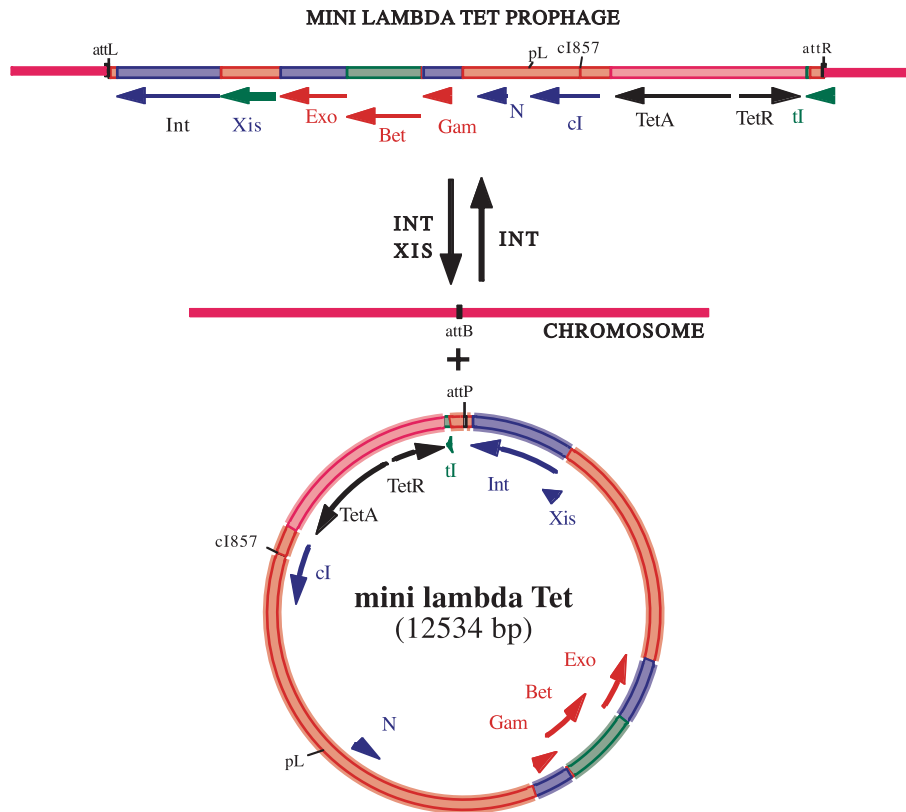 MINI LAMBDA TET PROPHAGE
attL
pL
cI857
attR
Int
Xis
Exo
Bet
Gam
N
cI
TetA
TetR
tI
INT
XIS
INT
attB
CHROMOSOME
+
attP
tI
TetR
TetA
Int
Xis
cI857
cI
mini lambda Tet
(12534 bp)
Exo
Bet
Gam
N
pL